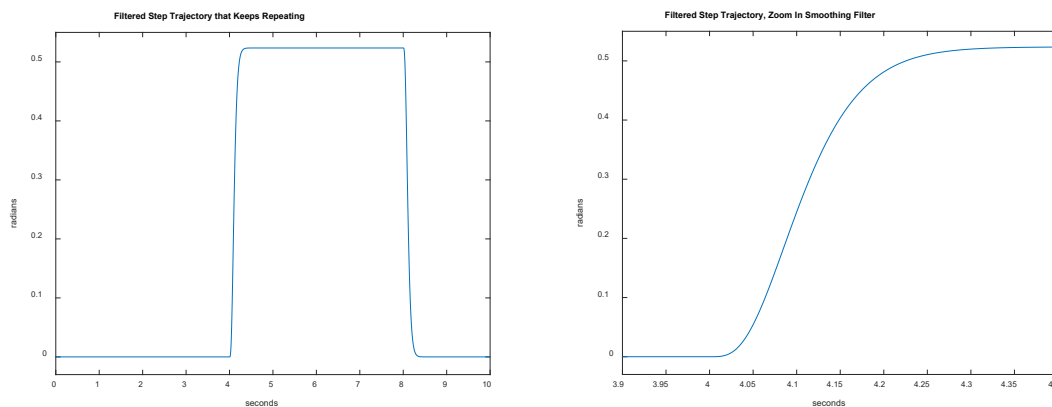 Filtered Step Trajectory that Keeps Repeating
0.5
0.4
0.3
0.2
0.1
0
radians
0 1 2 3 4 5 6 7 8 9 10
seconds
Filtered Step Trajectory, Zoom In Smoothing Filter
0.5
0.4
0.3
0.2
0.1
0
radians
3.9 3.95 4 4.05 4.1 4.15 4.2 4.25 4.3 4.35
seconds